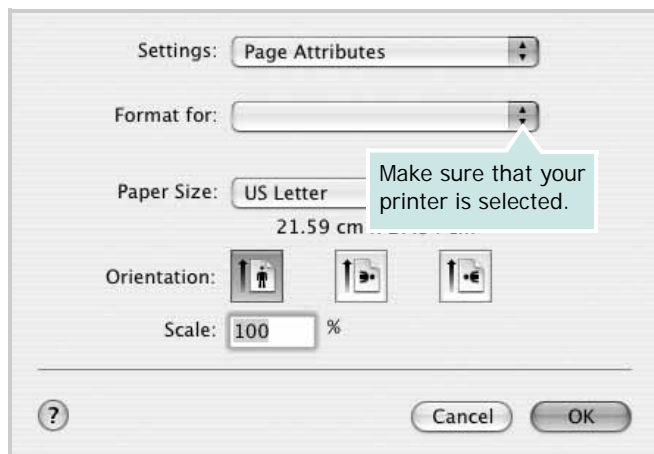 Settings: Page Attributes
Format for:
Make sure that your
printer is selected.
Paper Size: US Letter
21.59 cm
Orientation:
Scale: 100 %
? Cancel OK